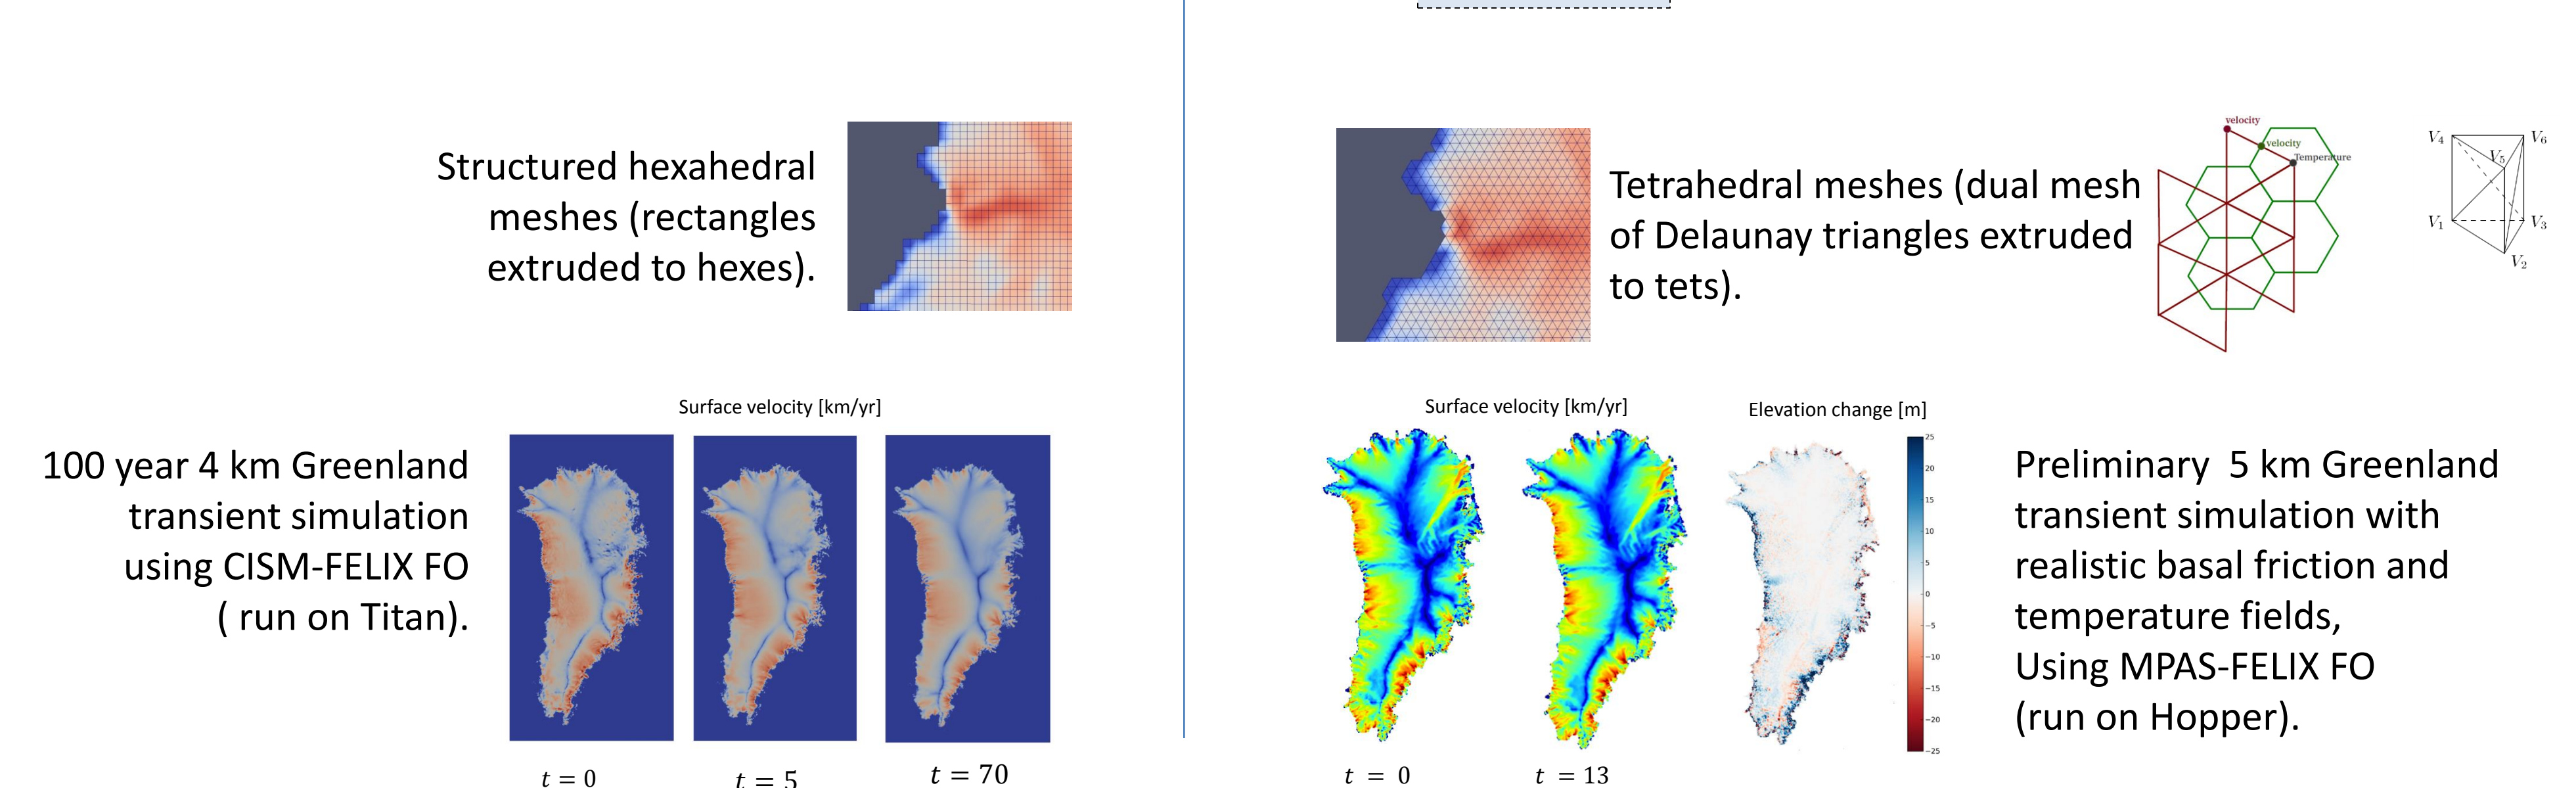 Structured hexahedral
meshes (rectangles
extruded to hexes).
Surface velocity [km/yr]
100 year 4 km Greenland
transient simulation
using CISM-FELIX FO
( run on Titan).
t = 0
t = 5
t = 70
Tetrahedral meshes (dual mesh
of Delaunay triangles extruded
to tets).
velocity
velocity
Temperature
V4
V6
V5
V1
V3
V2
Surface velocity [km/yr]
Elevation change [m]
25
20
15
10
5
0
−5
−10
−15
−20
−25
Preliminary 5 km Greenland
transient simulation with
realistic basal friction and
temperature fields,
Using MPAS-FELIX FO
(run on Hopper).
t = 0
t = 13